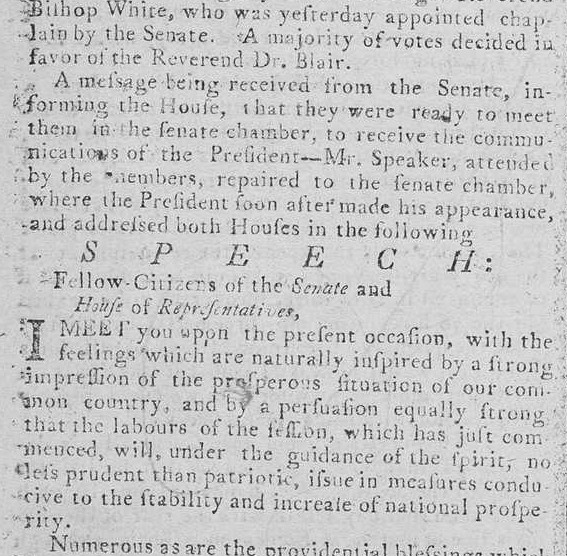 Bishop White, who was yeſterday appointed chap-
lain by the Senate. A majority of votes decided in
favor of the Reverend Dr. Blair.
A meſsage being received from the Senate, in-
forming the Houſe, that they were ready to meet
them in the ſenate chamber, to receive the commu-
nications of the Preſident—Mr. Speaker, attended
by the members, repaired to the ſenate chamber,
where the Preſident ſoon after made his appearance,
and addreſſed both Houſes in the following
S P E E C H:
Fellow-Citizens of the Senate and
Houſe of Repreſentatives,
I MEET you upon the preſent occaſion, with the
feelings which are naturally inſpired by a ſtrong
impreſſion of the proſperous ſituation of our com-
mon country, and by a perſuaſion equally ſtrong
that the labours of the ſeſſion, which has juſt com-
menced, will, under the guidance of the ſpirit, no
leſs prudent than patriotic, iſsue in meaſures condu-
cive to the ſtability and increaſe of national proſpe-
rity.
Numerous as are the providential bleſſings which